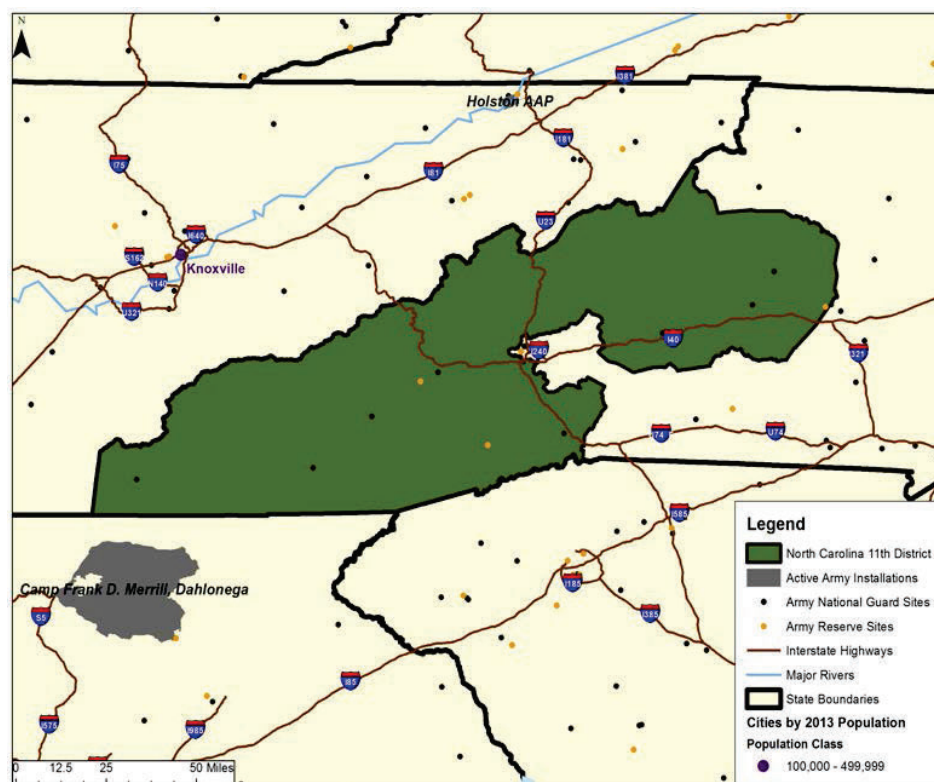 N
I381
Holston AAP
I181
I75
I81
U23
I640
S162
Knoxville
N140
U321
I240
I40
I321
I74
U74
I585
Legend
North Carolina 11th District
Active Army Installations
Camp Frank D. Merrill, Dahlonega
I185
Army National Guard Sites
S5
I385
Army Reserve Sites
Interstate Highways
Major Rivers
I85
State Boundaries
I575
I985
Cities by 2013 Population
Population Class
0 12.5 25 50 Miles
100,000 - 499,999